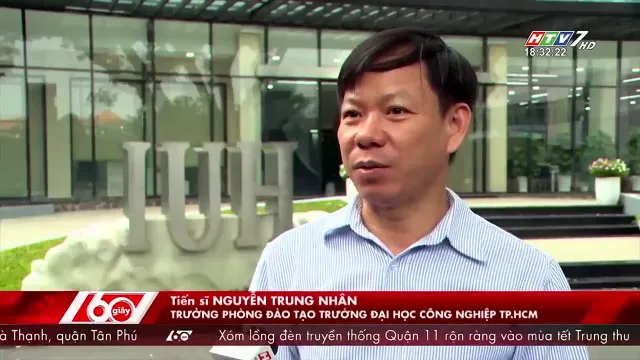 HTV7 HD
18:32:22
IUH
Tiến sĩ NGUYỄN TRUNG NHÂN
60 giây
TRƯỞNG PHÒNG ĐÀO TẠO TRƯỜNG ĐẠI HỌC CÔNG NGHIỆP TP.HCM
à Thạnh, quận Tân Phú
Xóm lồng đèn truyền thống Quận 11 rộn ràng vào mùa tết Trung thu